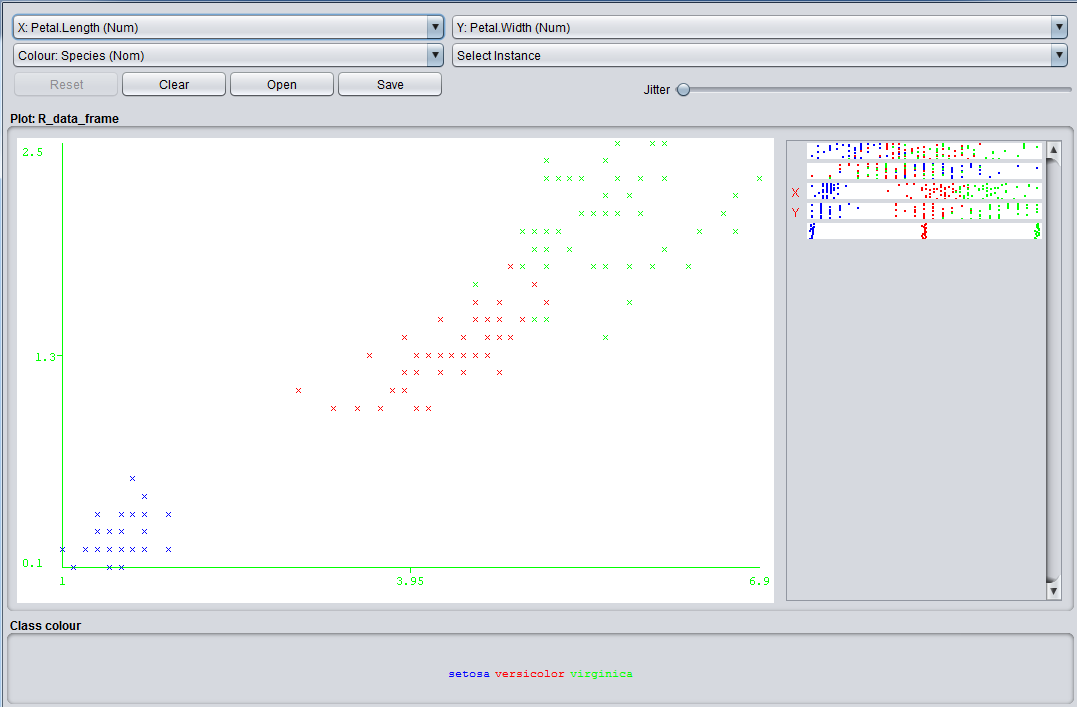 X: Petal.Length (Num) Y: Petal.Width (Num)
Colour: Species (Nom) Select Instance
Reset Clear Open Save Jitter
Plot: R_data_frame
2.5
X
Y
1.3
0.1
1 3.95 6.9
Class colour
setosa versicolor virginica